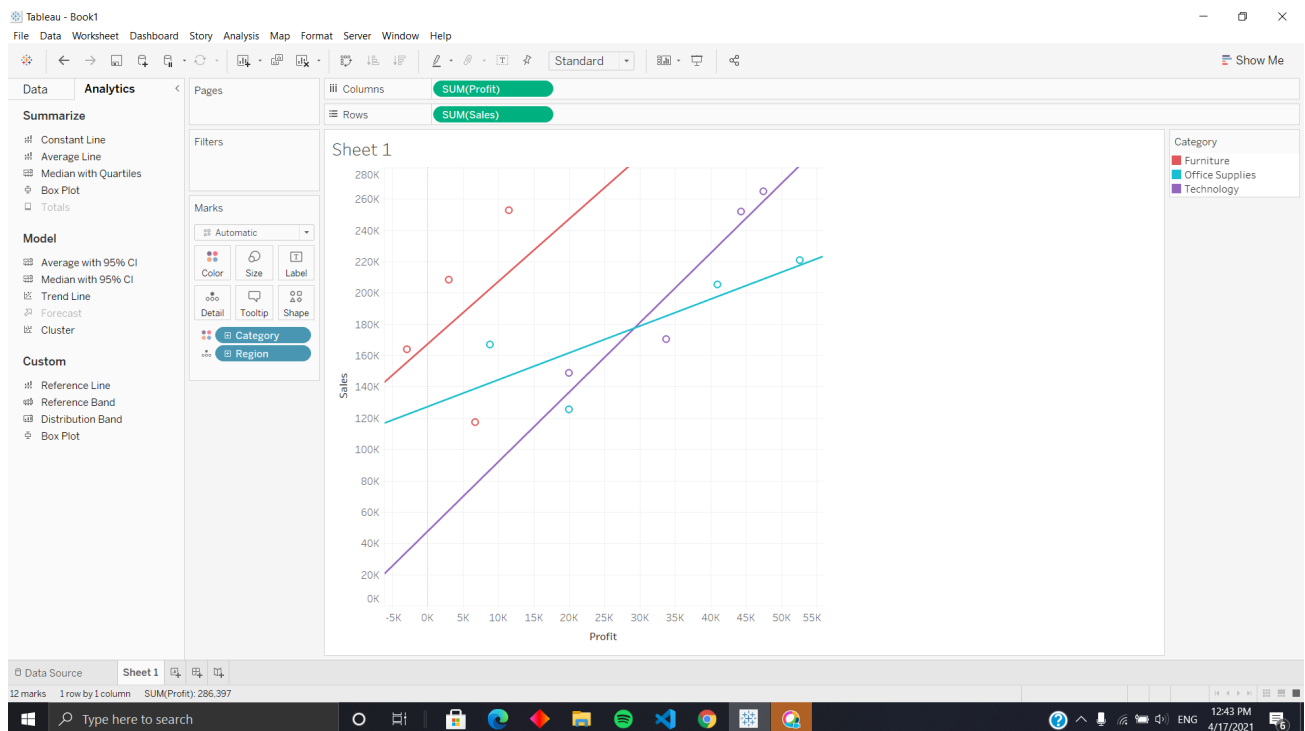 Tableau - Book1
File Data Worksheet Dashboard Story Analysis Map Format Server Window Help
Standard
Show Me
Data Analytics
Pages
Columns SUM(Profit)
Rows SUM(Sales)
Summarize
Constant Line
Average Line
Median with Quartiles
Box Plot
Totals
Model
Average with 95% CI
Median with 95% CI
Trend Line
Forecast
Cluster
Custom
Reference Line
Reference Band
Distribution Band
Box Plot
Filters
Marks
Automatic
Color Size Label
Detail Tooltip Shape
Category
Region
Sheet 1
Sales
280K
260K
240K
220K
200K
180K
160K
140K
120K
100K
80K
60K
40K
20K
0K
-5K 0K 5K 10K 15K 20K 25K 30K 35K 40K 45K 50K 55K
Profit
Category
Furniture
Office Supplies
Technology
Data Source Sheet 1
12 marks 1 row by 1 column SUM(Profit): 286,397
Type here to search
ENG
12:43 PM
4/17/2021
6